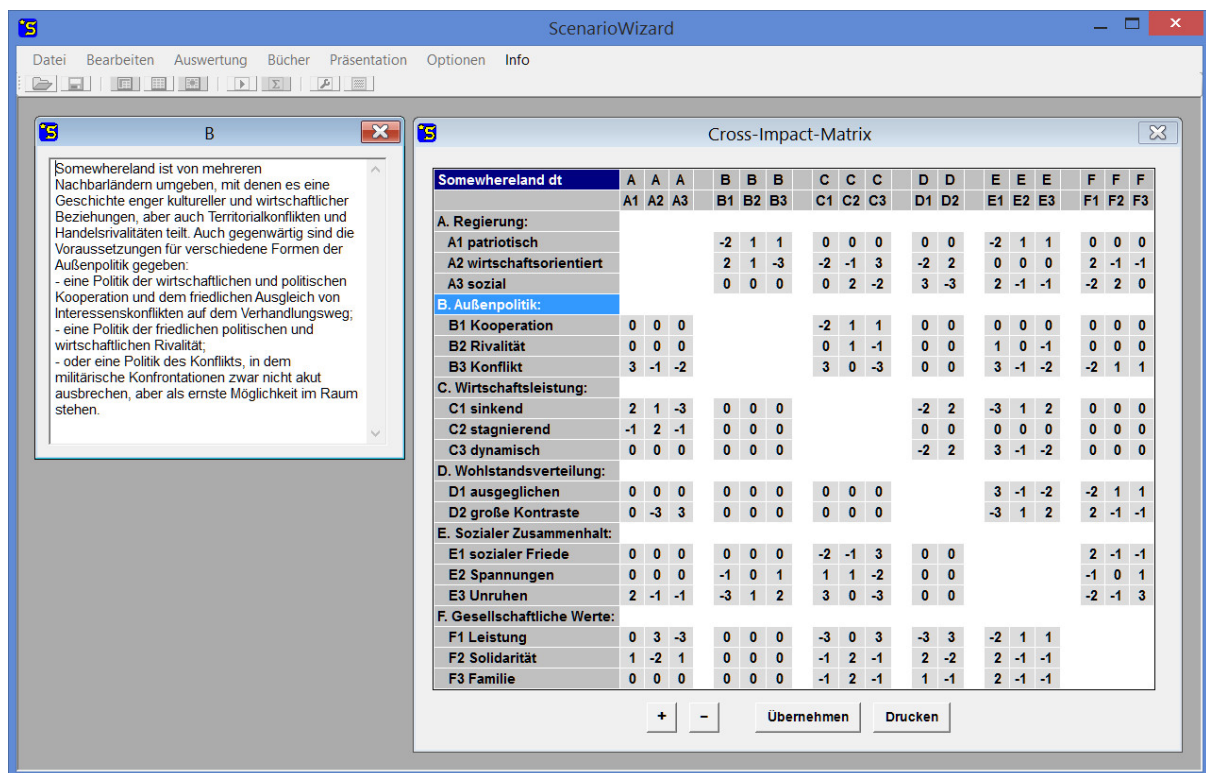 ScenarioWizard
Datei Bearbeiten Auswertung Bücher Präsentation Optionen Info
B
Somewhereland ist von mehreren
Nachbarländern umgeben, mit denen es eine
Geschichte enger kultureller und wirtschaftlicher
Beziehungen, aber auch Territorialkonflikten und
Handelsrivalitäten teilt. Auch gegenwärtig sind die
Voraussetzungen für verschiedene Formen der
Außenpolitik gegeben:
- eine Politik der wirtschaftlichen und politischen
Kooperation und dem friedlichen Ausgleich von
Interessenskonflikten auf dem Verhandlungsweg;
- eine Politik der friedlichen politischen und
wirtschaftlichen Rivalität;
- oder eine Politik des Konflikts, in dem
militärische Konfrontationen zwar nicht akut
ausbrechen, aber als ernste Möglichkeit im Raum
stehen.
Cross-Impact-Matrix
Somewhereland dt A A A B B B C C C D D E E E F F F
A1 A2 A3 B1 B2 B3 C1 C2 C3 D1 D2 E1 E2 E3 F1 F2 F3
A. Regierung:
A1 patriotisch -2 1 1 0 0 0 0 0 -2 1 1 0 0 0
A2 wirtschaftsorientiert 2 1 -3 -2 -1 3 -2 2 0 0 0 2 -1 -1
A3 sozial 0 0 0 0 2 -2 3 -3 2 -1 -1 -2 2 0
B. Außenpolitik:
B1 Kooperation 0 0 0 -2 1 1 0 0 0 0 0 0 0 0
B2 Rivalität 0 0 0 0 1 -1 0 0 1 0 -1 0 0 0
B3 Konflikt 3 -1 -2 3 0 -3 0 0 3 -1 -2 -2 1 1
C. Wirtschaftsleistung:
C1 sinkend 2 1 -3 0 0 0 -2 2 -3 1 2 0 0 0
C2 stagnierend -1 2 -1 0 0 0 0 0 0 0 0 0 0 0
C3 dynamisch 0 0 0 0 0 0 -2 2 3 -1 -2 0 0 0
D. Wohlstandsverteilung:
D1 ausgeglichen 0 0 0 0 0 0 0 0 0 3 -1 -2 -2 1 1
D2 große Kontraste 0 -3 3 0 0 0 0 0 0 -3 1 2 2 -1 -1
E. Sozialer Zusammenhalt:
E1 sozialer Friede 0 0 0 0 0 0 -2 -1 3 0 0 2 -1 -1
E2 Spannungen 0 0 0 -1 0 1 1 1 -2 0 0 -1 0 1
E3 Unruhen 2 -1 -1 -3 1 2 3 0 -3 0 0 -2 -1 3
F. Gesellschaftliche Werte:
F1 Leistung 0 3 -3 0 0 0 -3 0 3 -3 3 -2 1 1
F2 Solidarität 1 -2 1 0 0 0 -1 2 -1 2 -2 2 -1 -1
F3 Familie 0 0 0 0 0 0 -1 2 -1 1 -1 2 -1 -1
+ - Übernehmen Drucken